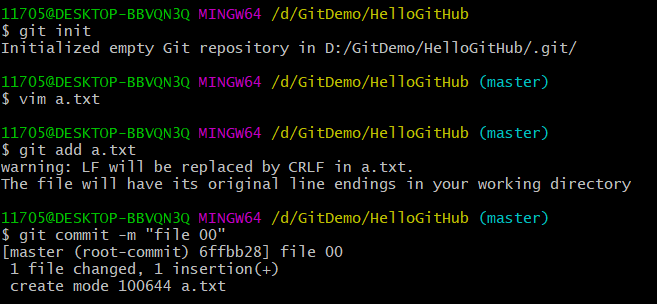 11705@DESKTOP-BBVQN3Q MINGW64 /d/GitDemo/HelloGitHub
$ git init
Initialized empty Git repository in D:/GitDemo/HelloGitHub/.git/
11705@DESKTOP-BBVQN3Q MINGW64 /d/GitDemo/HelloGitHub (master)
$ vim a.txt
11705@DESKTOP-BBVQN3Q MINGW64 /d/GitDemo/HelloGitHub (master)
$ git add a.txt
warning: LF will be replaced by CRLF in a.txt.
The file will have its original line endings in your working directory
11705@DESKTOP-BBVQN3Q MINGW64 /d/GitDemo/HelloGitHub (master)
$ git commit -m "file 00"
[master (root-commit) 6ffbb28] file 00
 1 file changed, 1 insertion(+)
 create mode 100644 a.txt